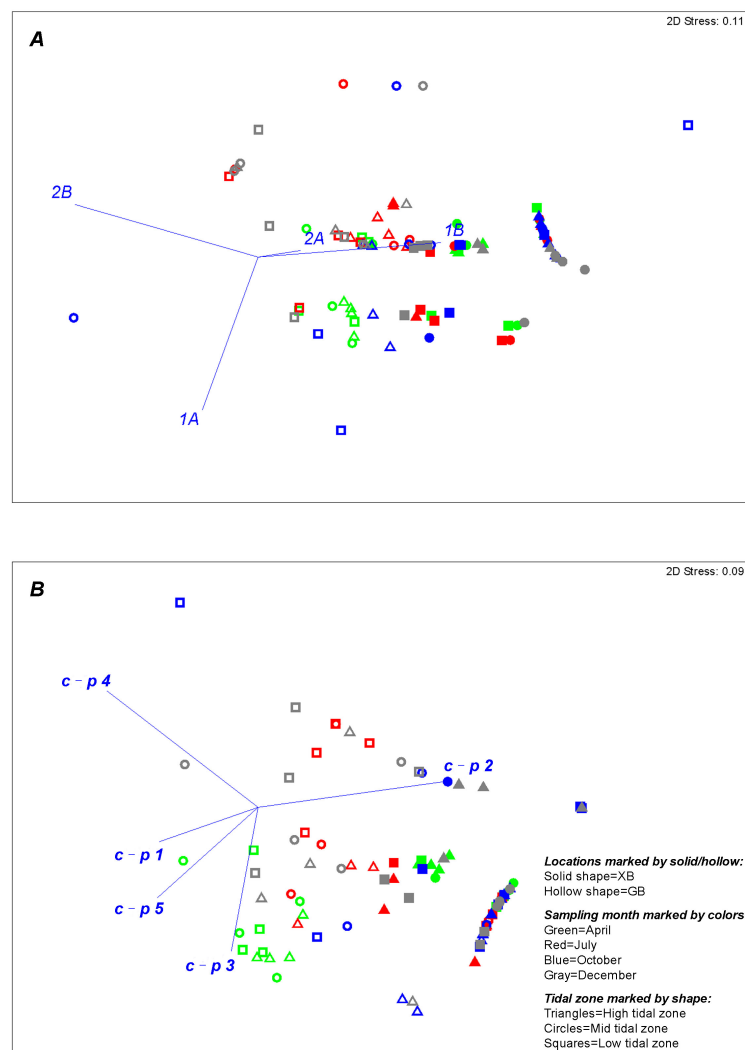 2D Stress: 0.11
A
2B
2A
1B
1A
2D Stress: 0.09
B
c - p 4
c - p 2
c - p 1
c - p 5
c - p 3
Locations marked by solid/hollow:
Solid shape=XB
Hollow shape=GB
Sampling month marked by colors
Green=April
Red=July
Blue=October
Gray=December
Tidal zone marked by shape:
Triangles=High tidal zone
Circles=Mid tidal zone
Squares=Low tidal zone